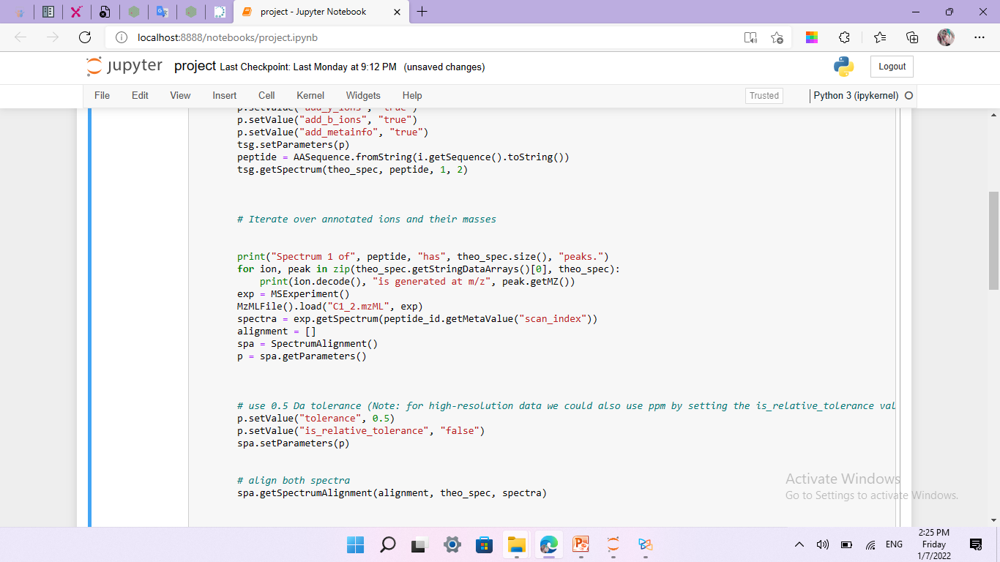 project - Jupyter Notebook
localhost:8888/notebooks/project.ipynb
jupyter project Last Checkpoint: Last Monday at 9:12 PM (unsaved changes)
Logout
File Edit View Insert Cell Kernel Widgets Help
Trusted
Python 3 (ipykernel)
p.setValue("add_y_ions", "true")
p.setValue("add_b_ions", "true")
p.setValue("add_metainfo", "true")
tsg.setParameters(p)
peptide = AASequence.fromString(i.getSequence().toString())
tsg.getSpectrum(theo_spec, peptide, 1, 2)
# Iterate over annotated ions and their masses
print("Spectrum 1 of", peptide, "has", theo_spec.size(), "peaks.")
for ion, peak in zip(theo_spec.getStringDataArrays()[0], theo_spec):
print(ion.decode(), "is generated at m/z", peak.getMZ())
exp = MSExperiment()
MzMLFile().load("C1_2.mzML", exp)
spectra = exp.getSpectrum(peptide_id.getMetaValue("scan_index"))
alignment = []
spa = SpectrumAlignment()
p = spa.getParameters()
# use 0.5 Da tolerance (Note: for high-resolution data we could also use ppm by setting the is_relative_tolerance val
p.setValue("tolerance", 0.5)
p.setValue("is_relative_tolerance", "false")
spa.setParameters(p)
# align both spectra
spa.getSpectrumAlignment(alignment, theo_spec, spectra)
Activate Windows
Go to Settings to activate Windows.
ENG
2:25 PM
Friday
1/7/2022